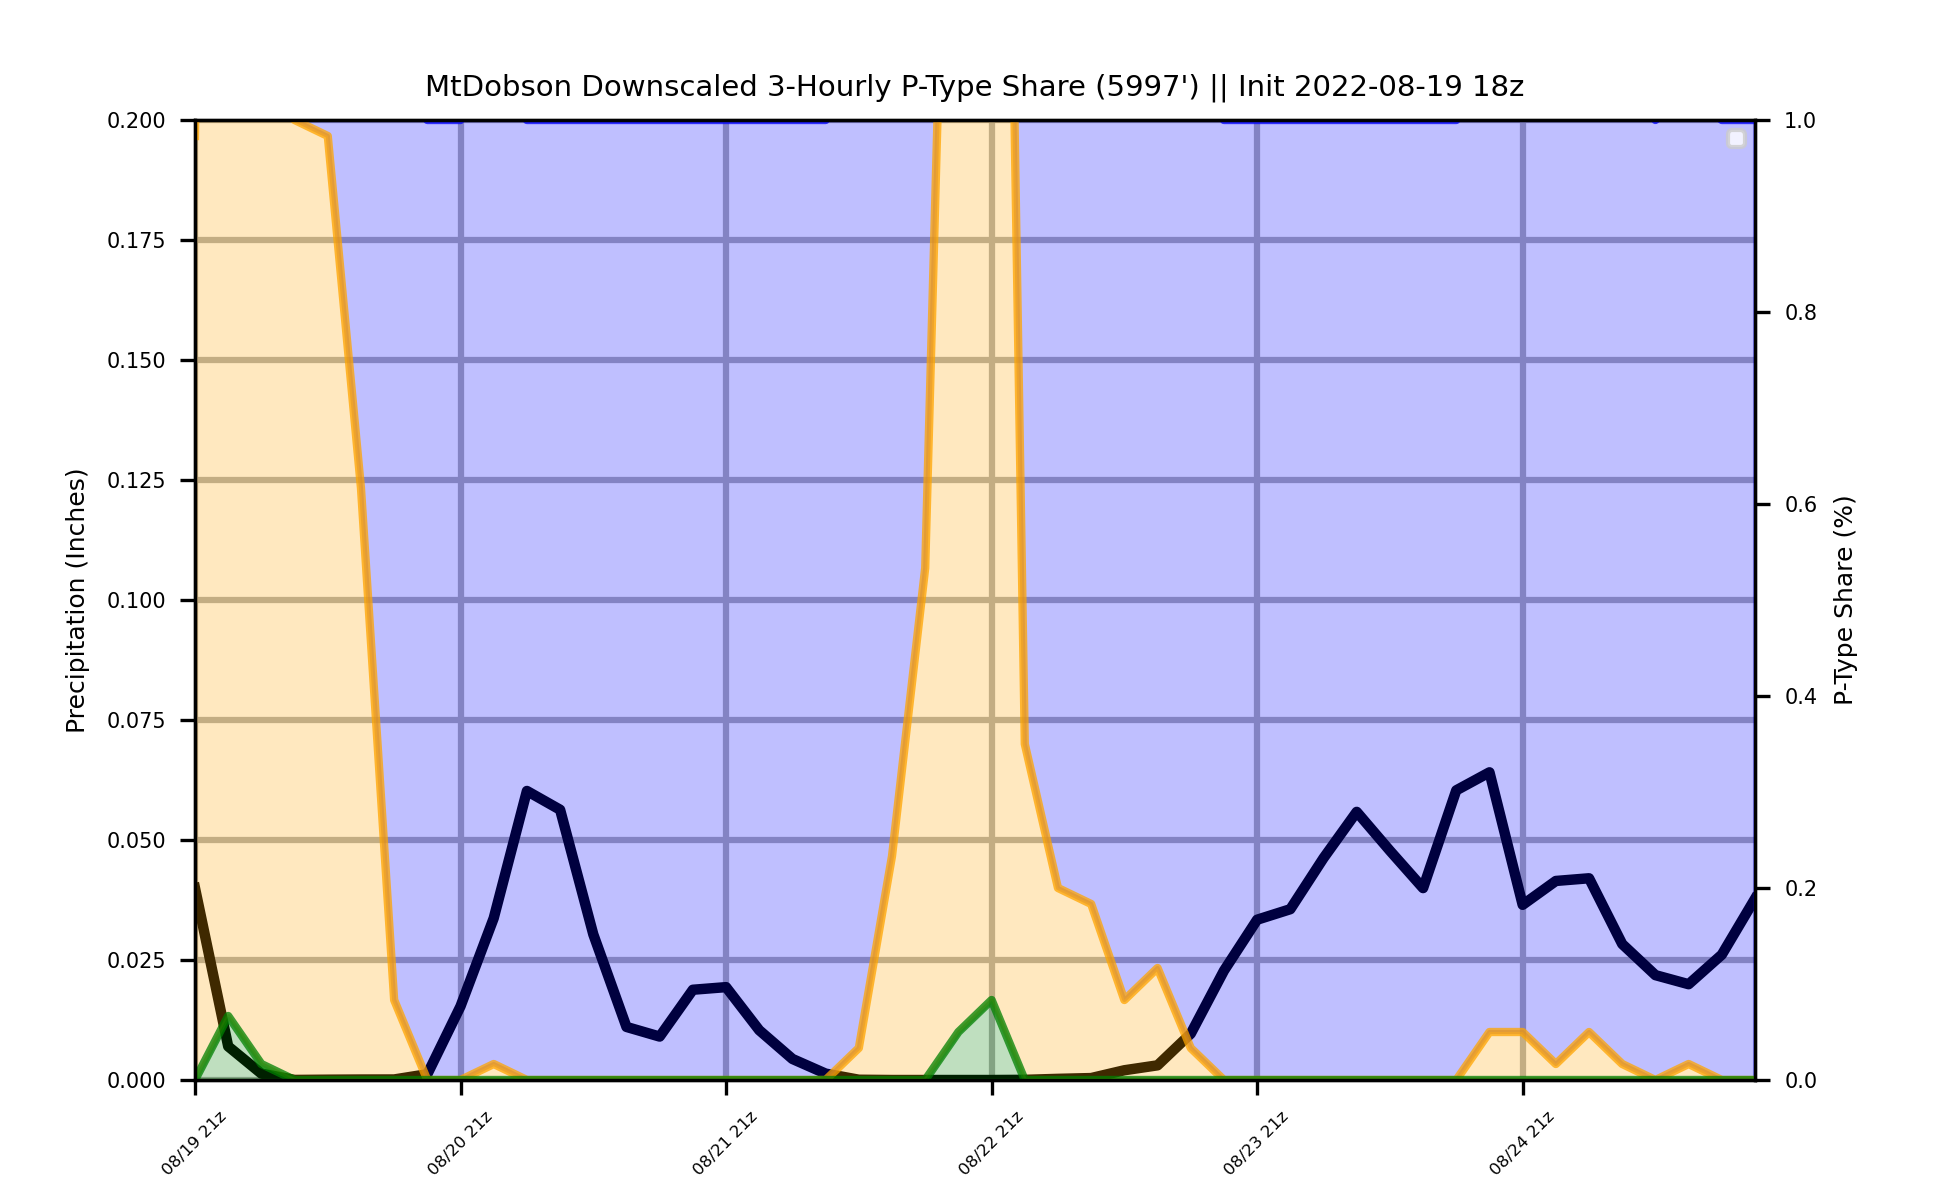 MtDobson Downscaled 3-Hourly P-Type Share (5997') || Init 2022-08-19 18z
Precipitation (Inches)
0.200
0.175
0.150
0.125
0.100
0.075
0.050
0.025
0.000
1.0
0.8
0.6
0.4
0.2
0.0
P-Type Share (%)
08/19 21z
08/20 21z
08/21 21z
08/22 21z
08/23 21z
08/24 21z